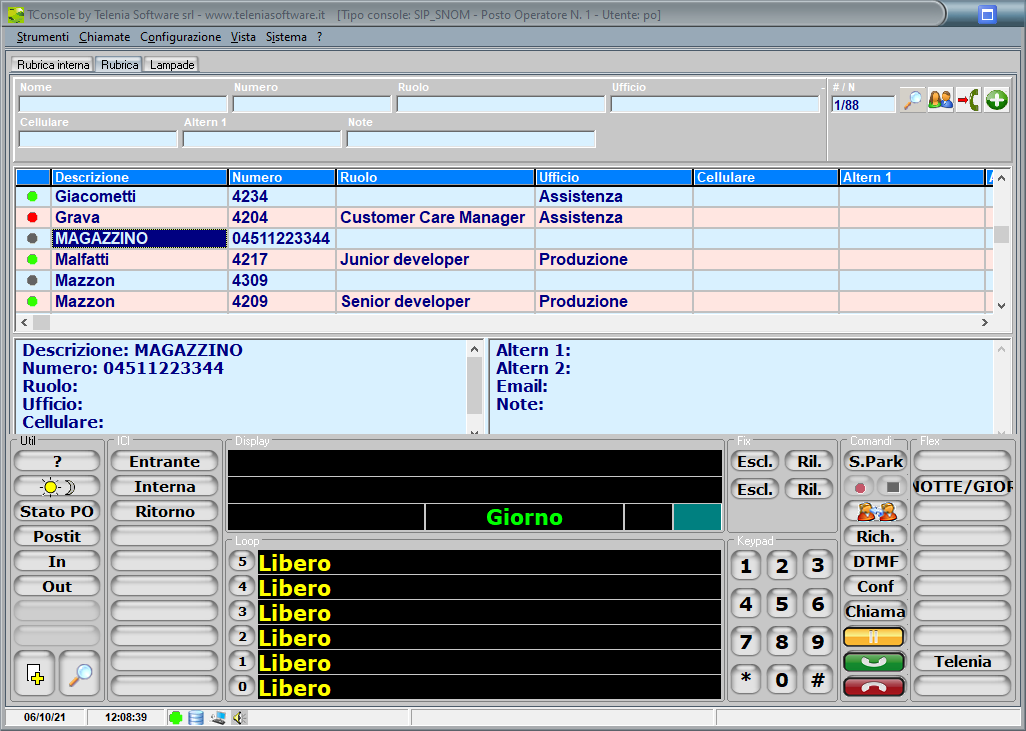 TConsole by Telenia Software srl - www.teleniasoftware.it [Tipo console: SIP_SNOM - Posto Operatore N. 1 - Utente: po]
Strumenti Chiamate Configurazione Vista Sistema ?
Rubrica interna Rubrica Lampade
Nome Numero Ruolo Ufficio - # / N
1/88
Cellulare Altern 1 Note
Descrizione Numero Ruolo Ufficio Cellulare Altern 1 A
Giacometti 4234 Assistenza
Grava 4204 Customer Care Manager Assistenza
MAGAZZINO 04511223344
Malfatti 4217 Junior developer Produzione
Mazzon 4309
Mazzon 4209 Senior developer Produzione
Descrizione: MAGAZZINO
Numero: 04511223344
Ruolo:
Ufficio:
Cellulare:
Altern 1:
Altern 2:
Email:
Note:
Util
?
Stato PO
Postit
In
Out
ICI
Entrante
Interna
Ritorno
Display
Giorno
Loop
5 Libero
4 Libero
3 Libero
2 Libero
1 Libero
0 Libero
Fix
Escl. Ril.
Escl. Ril.
Keypad
1 2 3
4 5 6
7 8 9
* 0 #
Comandi
S.Park
Rich.
DTMF
Conf
Chiama
Flex
NOTTE/GIOR
Telenia
06/10/21 12:08:39